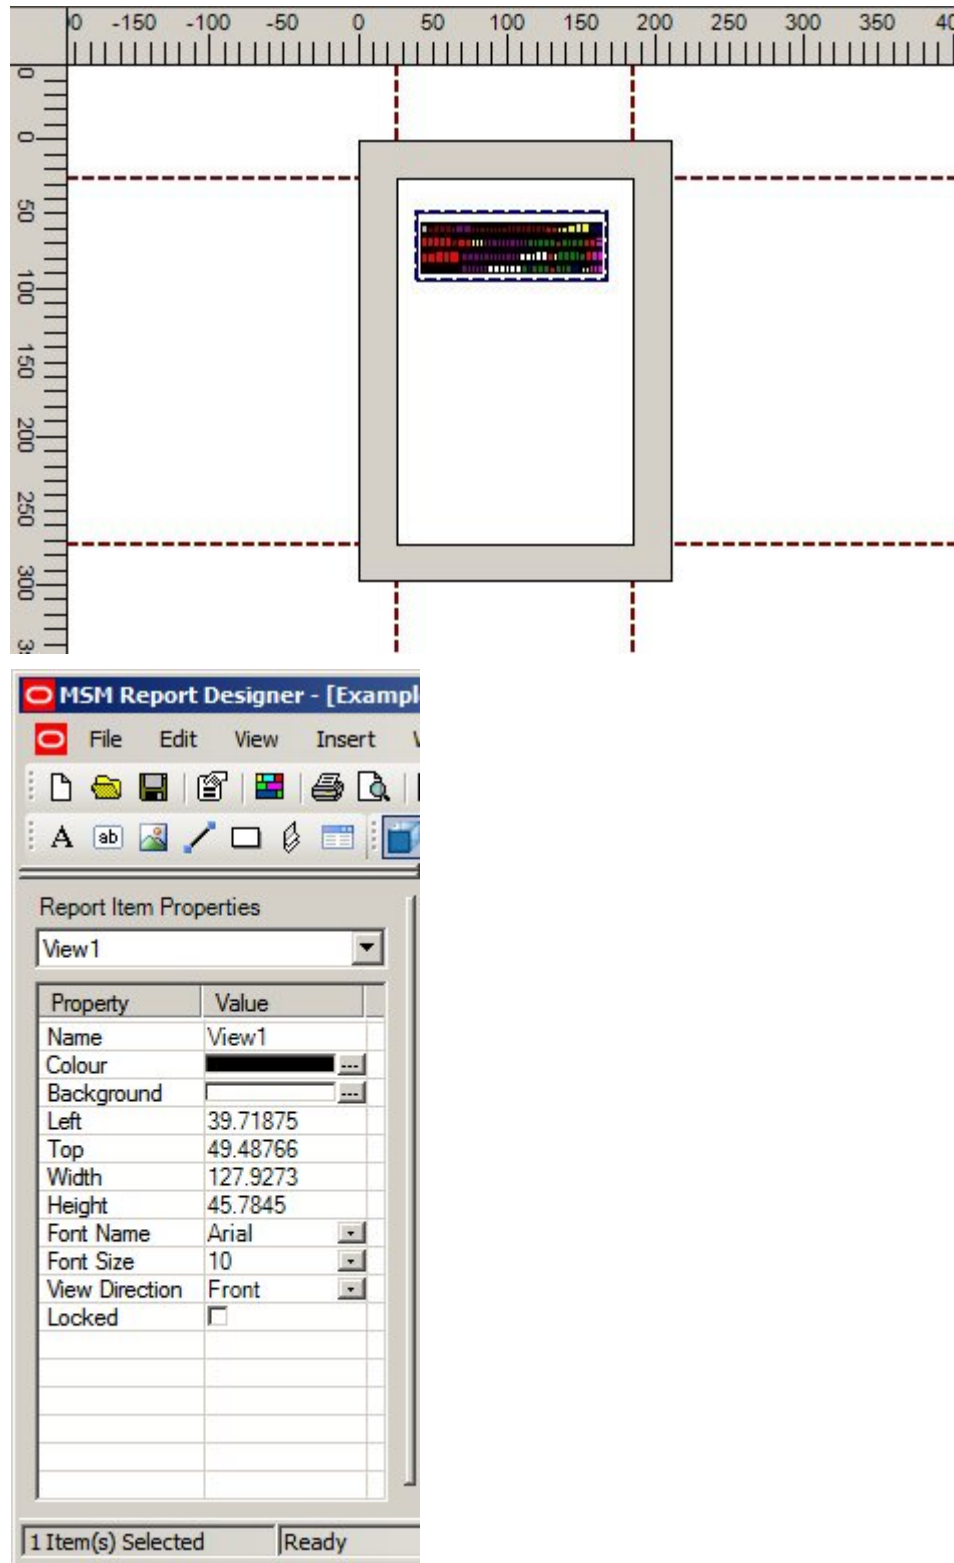 0 -150 -100 -50 0 50 100 150 200 250 300 350 40
0
0
50
100
150
200
250
300
MSM Report Designer - [Exampl
File Edit View Insert
A ab
Report Item Properties
View1
Property Value
Name View1
Colour ...
Background ...
Left 39.71875
Top 49.48766
Width 127.9273
Height 45.7845
Font Name Arial
Font Size 10
View Direction Front
Locked
1 Item(s) Selected Ready